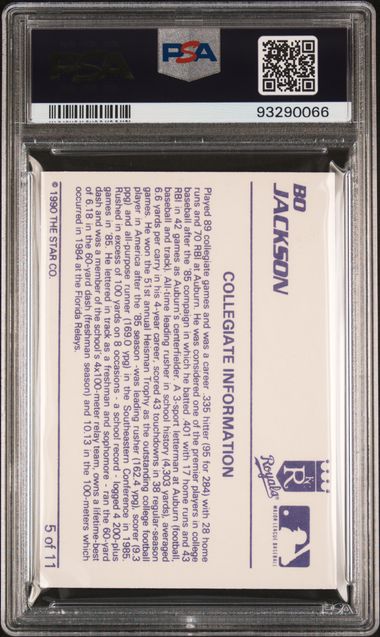 PSA
PSA
93290066
BO
JACKSON
KR
Royals
MAJOR LEAGUE BASEBALL
COLLEGIATE INFORMATION
Played 89 collegiate games and was a career .335 hitter (95 for 284) with 28 home
runs and 70 RBI at Auburn. He was considered one of the premier players in college
baseball after the '85 campaign in which he batted .401 with 17 home runs and 43
RBI in 42 games as Auburn's centerfielder. A 3-sport letterman at Auburn (football,
baseball and track). All-time leading rusher in school history (4,303 yards), averaged
6.6 yards per carry in his 4-year career, scored 43 touchdowns in 38 regular-season
games. He won the 51st annual Heisman Trophy as the outstanding college football
player in America after the '85 season -was leading rusher (162.4 ypg), scorer (9.3
ppg) and all-purpose runner (169.0 ypg) in the Southeastern Conference in 1985.
Rushed in excess of 100 yards on 8 occasions - a school record - logged 4 200-plus
games in '85. He lettered in track as a freshman and sophomore - ran the 60-yard
dash and was a member of the school's 4x100-meter relay team, owns a lifetime-best
of 6.18 in the 60-yard dash (freshman season) and 10.13 in the 100-meters which
occurred in 1984 at the Florida Relays.
© 1990 THE STAR CO.
5 of 11